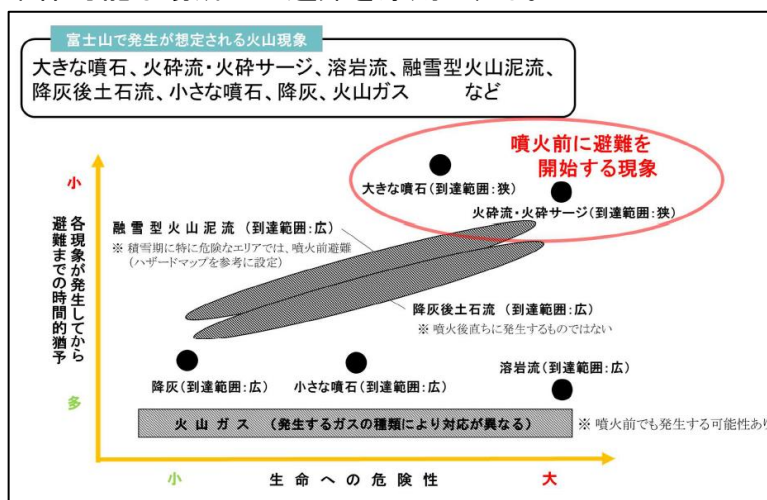 富士山で発生が想定される火山現象
大きな噴石、火砕流・火砕サージ、溶岩流、融雪型火山泥流、
降灰後土石流、小さな噴石、降灰、火山ガス　　など
噴火前に避難を
開始する現象
小
大きな噴石(到達範囲:狭)
火砕流・火砕サージ(到達範囲:狭)
各現象が発生してから
避難までの時間的猶予
融雪型火山泥流 (到達範囲:広)
※ 積雪期に特に危険なエリアでは、噴火前避難
(ハザードマップを参考に設定)
降灰後土石流 (到達範囲:広)
※ 噴火後直ちに発生するものではない
降灰(到達範囲:広)
小さな噴石(到達範囲:広)
溶岩流(到達範囲:広)
多
火山ガス (発生するガスの種類により対応が異なる)
※ 噴火前でも発生する可能性あり
小
生命への危険性
大